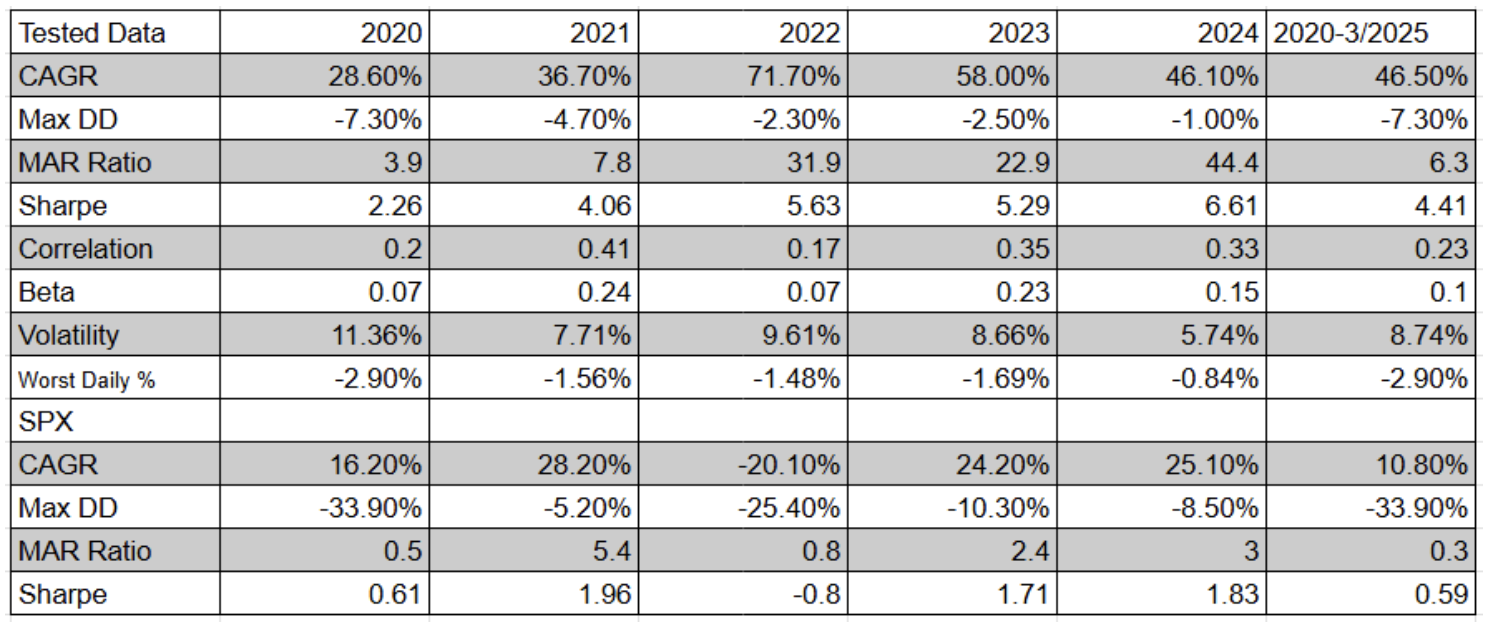 Tested Data 2020 2021 2022 2023 2024 2020-3/2025
CAGR 28.60% 36.70% 71.70% 58.00% 46.10% 46.50%
Max DD -7.30% -4.70% -2.30% -2.50% -1.00% -7.30%
MAR Ratio 3.9 7.8 31.9 22.9 44.4 6.3
Sharpe 2.26 4.06 5.63 5.29 6.61 4.41
Correlation 0.2 0.41 0.17 0.35 0.33 0.23
Beta 0.07 0.24 0.07 0.23 0.15 0.1
Volatility 11.36% 7.71% 9.61% 8.66% 5.74% 8.74%
Worst Daily % -2.90% -1.56% -1.48% -1.69% -0.84% -2.90%
SPX
CAGR 16.20% 28.20% -20.10% 24.20% 25.10% 10.80%
Max DD -33.90% -5.20% -25.40% -10.30% -8.50% -33.90%
MAR Ratio 0.5 5.4 0.8 2.4 3 0.3
Sharpe 0.61 1.96 -0.8 1.71 1.83 0.59